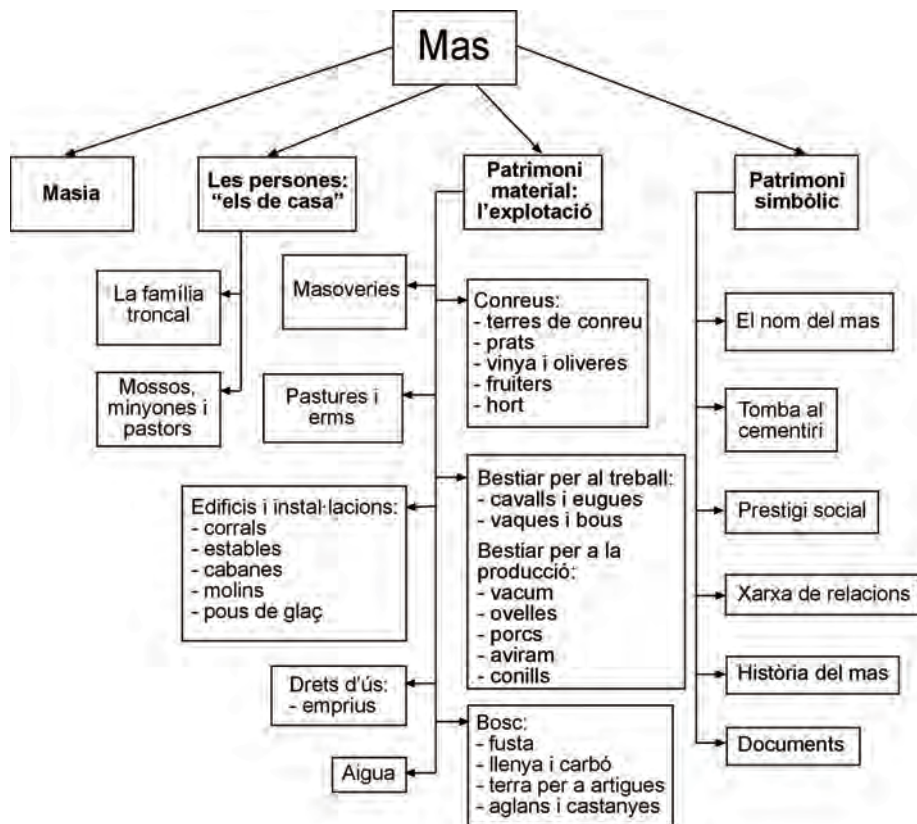 Mas
Masia
Les persones:
“els de casa”
Patrimoni
material:
l’explotació
Patrimoni
simbòlic
La família
troncal
Mossos,
minyones i
pastors
Masoveries
Pastures i
erms
Edificis i instal·lacions:
- corrals
- estables
- cabanes
- molins
- pous de glaç
Drets d’ús:
- emprius
Aigua
Conreus:
- terres de conreu
- prats
- vinya i oliveres
- fruiters
- hort
Bestiar per al treball:
- cavalls i eugues
- vaques i bous
Bestiar per a la
producció:
- vacum
- ovelles
- porcs
- aviram
- conills
Bosc:
- fusta
- llenya i carbó
- terra per a artigues
- aglans i castanyes
El nom del mas
Tomba al
cementiri
Prestigi social
Xarxa de relacions
Història del mas
Documents